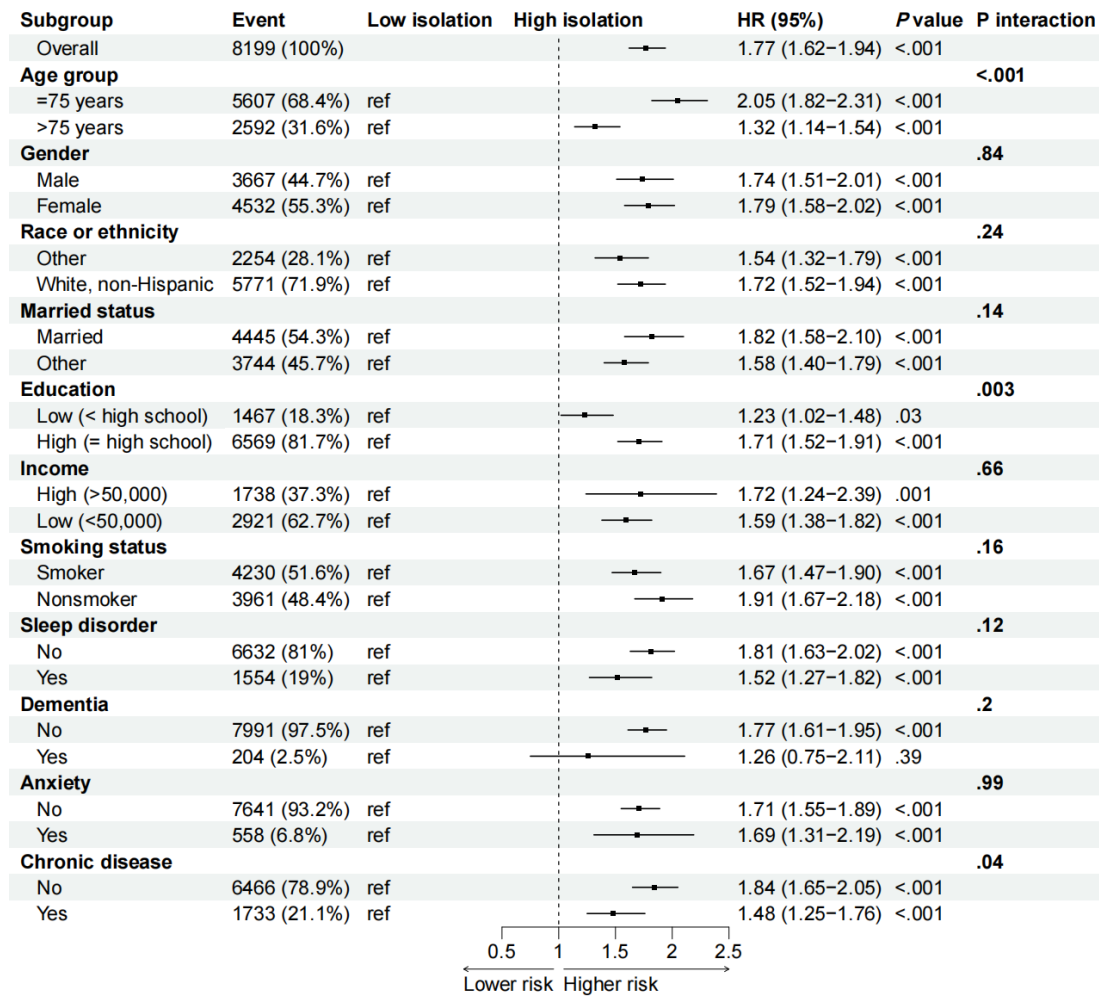 Subgroup Event Low isolation High isolation HR (95%) P value P interaction
Overall 8199 (100%) 1.77 (1.62−1.94) <.001
Age group <.001
=75 years 5607 (68.4%) ref 2.05 (1.82−2.31) <.001
>75 years 2592 (31.6%) ref 1.32 (1.14−1.54) <.001
Gender .84
Male 3667 (44.7%) ref 1.74 (1.51−2.01) <.001
Female 4532 (55.3%) ref 1.79 (1.58−2.02) <.001
Race or ethnicity .24
Other 2254 (28.1%) ref 1.54 (1.32−1.79) <.001
White, non-Hispanic 5771 (71.9%) ref 1.72 (1.52−1.94) <.001
Married status .14
Married 4445 (54.3%) ref 1.82 (1.58−2.10) <.001
Other 3744 (45.7%) ref 1.58 (1.40−1.79) <.001
Education .003
Low (< high school) 1467 (18.3%) ref 1.23 (1.02−1.48) .03
High (= high school) 6569 (81.7%) ref 1.71 (1.52−1.91) <.001
Income .66
High (>50,000) 1738 (37.3%) ref 1.72 (1.24−2.39) .001
Low (<50,000) 2921 (62.7%) ref 1.59 (1.38−1.82) <.001
Smoking status .16
Smoker 4230 (51.6%) ref 1.67 (1.47−1.90) <.001
Nonsmoker 3961 (48.4%) ref 1.91 (1.67−2.18) <.001
Sleep disorder .12
No 6632 (81%) ref 1.81 (1.63−2.02) <.001
Yes 1554 (19%) ref 1.52 (1.27−1.82) <.001
Dementia .2
No 7991 (97.5%) ref 1.77 (1.61−1.95) <.001
Yes 204 (2.5%) ref 1.26 (0.75−2.11) .39
Anxiety .99
No 7641 (93.2%) ref 1.71 (1.55−1.89) <.001
Yes 558 (6.8%) ref 1.69 (1.31−2.19) <.001
Chronic disease .04
No 6466 (78.9%) ref 1.84 (1.65−2.05) <.001
Yes 1733 (21.1%) ref 1.48 (1.25−1.76) <.001
0.5 1 1.5 2 2.5
Lower risk Higher risk